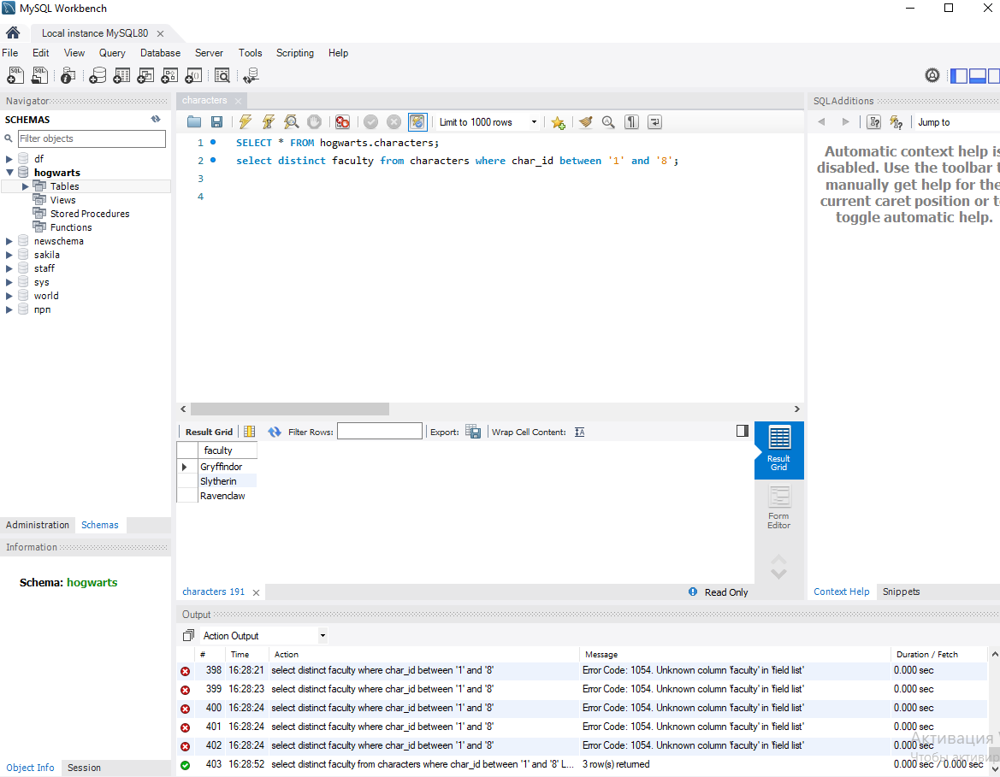 MySQL Workbench
Local instance MySQL80
File Edit View Query Database Server Tools Scripting Help
Navigator
SCHEMAS
Filter objects
df
hogwarts
Tables
Views
Stored Procedures
Functions
newschema
sakila
staff
sys
world
прп
Administration Schemas
Information
Schema: hogwarts
Object Info Session
characters
Limit to 1000 rows
1 SELECT * FROM hogwarts.characters;
2 select distinct faculty from characters where char_id between '1' and '8';
3
4
Result Grid Filter Rows: Export: Wrap Cell Content:
faculty
Gryffindor
Slytherin
Ravenclaw
Result
Grid
Form
Editor
characters 191
Read Only
SQLAdditions
Jump to
Automatic context help is
disabled. Use the toolbar t
manually get help for the
current caret position or to
toggle automatic help.
Context Help Snippets
Output
Action Output
# Time Action Message Duration / Fetch
398 16:28:21 select distinct faculty where char_id between '1' and '8' Error Code: 1054. Unknown column 'faculty' in 'field list' 0.000 sec
399 16:28:23 select distinct faculty where char_id between '1' and '8' Error Code: 1054. Unknown column 'faculty' in 'field list' 0.000 sec
400 16:28:24 select distinct faculty where char_id between '1' and '8' Error Code: 1054. Unknown column 'faculty' in 'field list' 0.000 sec
401 16:28:24 select distinct faculty where char_id between '1' and '8' Error Code: 1054. Unknown column 'faculty' in 'field list' 0.000 sec
402 16:28:24 select distinct faculty where char_id between '1' and '8' Error Code: 1054. Unknown column 'faculty' in 'field list' 0.000 sec
403 16:28:52 select distinct faculty from characters where char_id between '1' and '8' L... 3 row(s) returned 0.000 sec / 0.000 sec
Активация
Чтобы активир